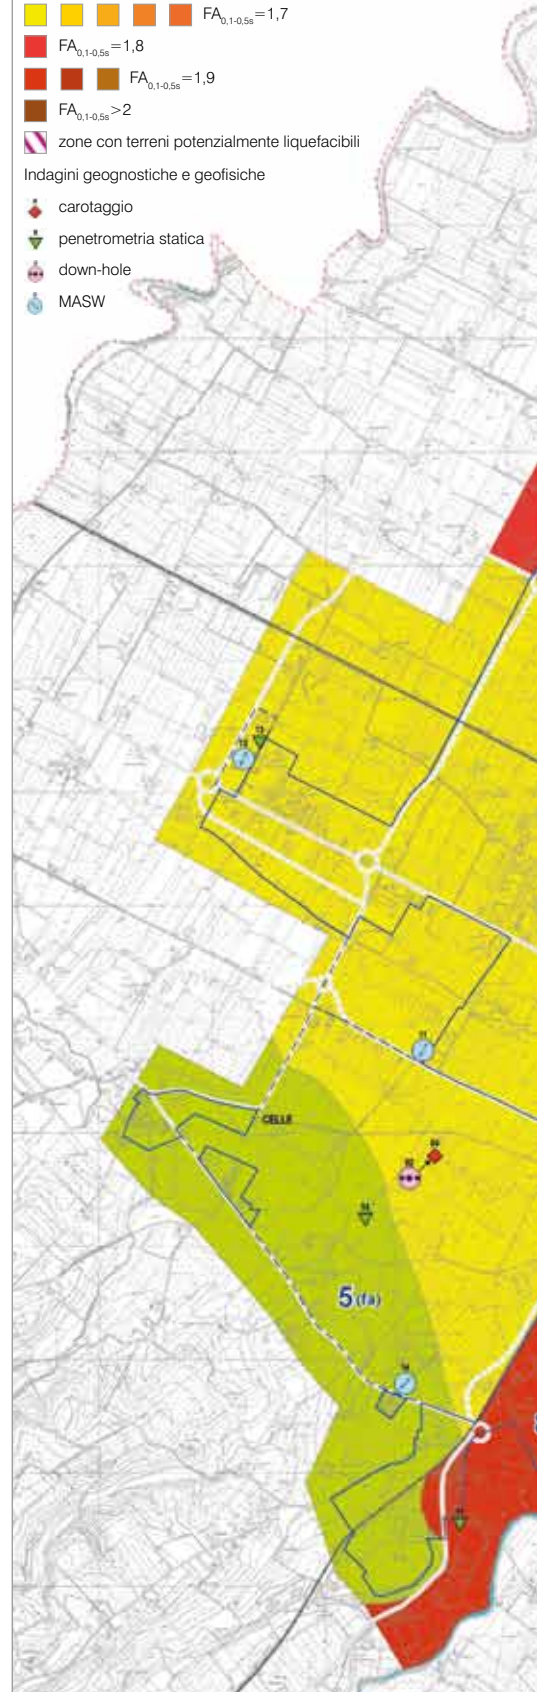 FA0,1-0,5s=1,7
FA0,1-0,5s=1,8
FA0,1-0,5s=1,9
FA0,1-0,5s>2
zone con terreni potenzialmente liquefacibili
Indagini geognostiche e geofisiche
carotaggio
penetrometria statica
down-hole
MASW
CELLE
5 (fa)